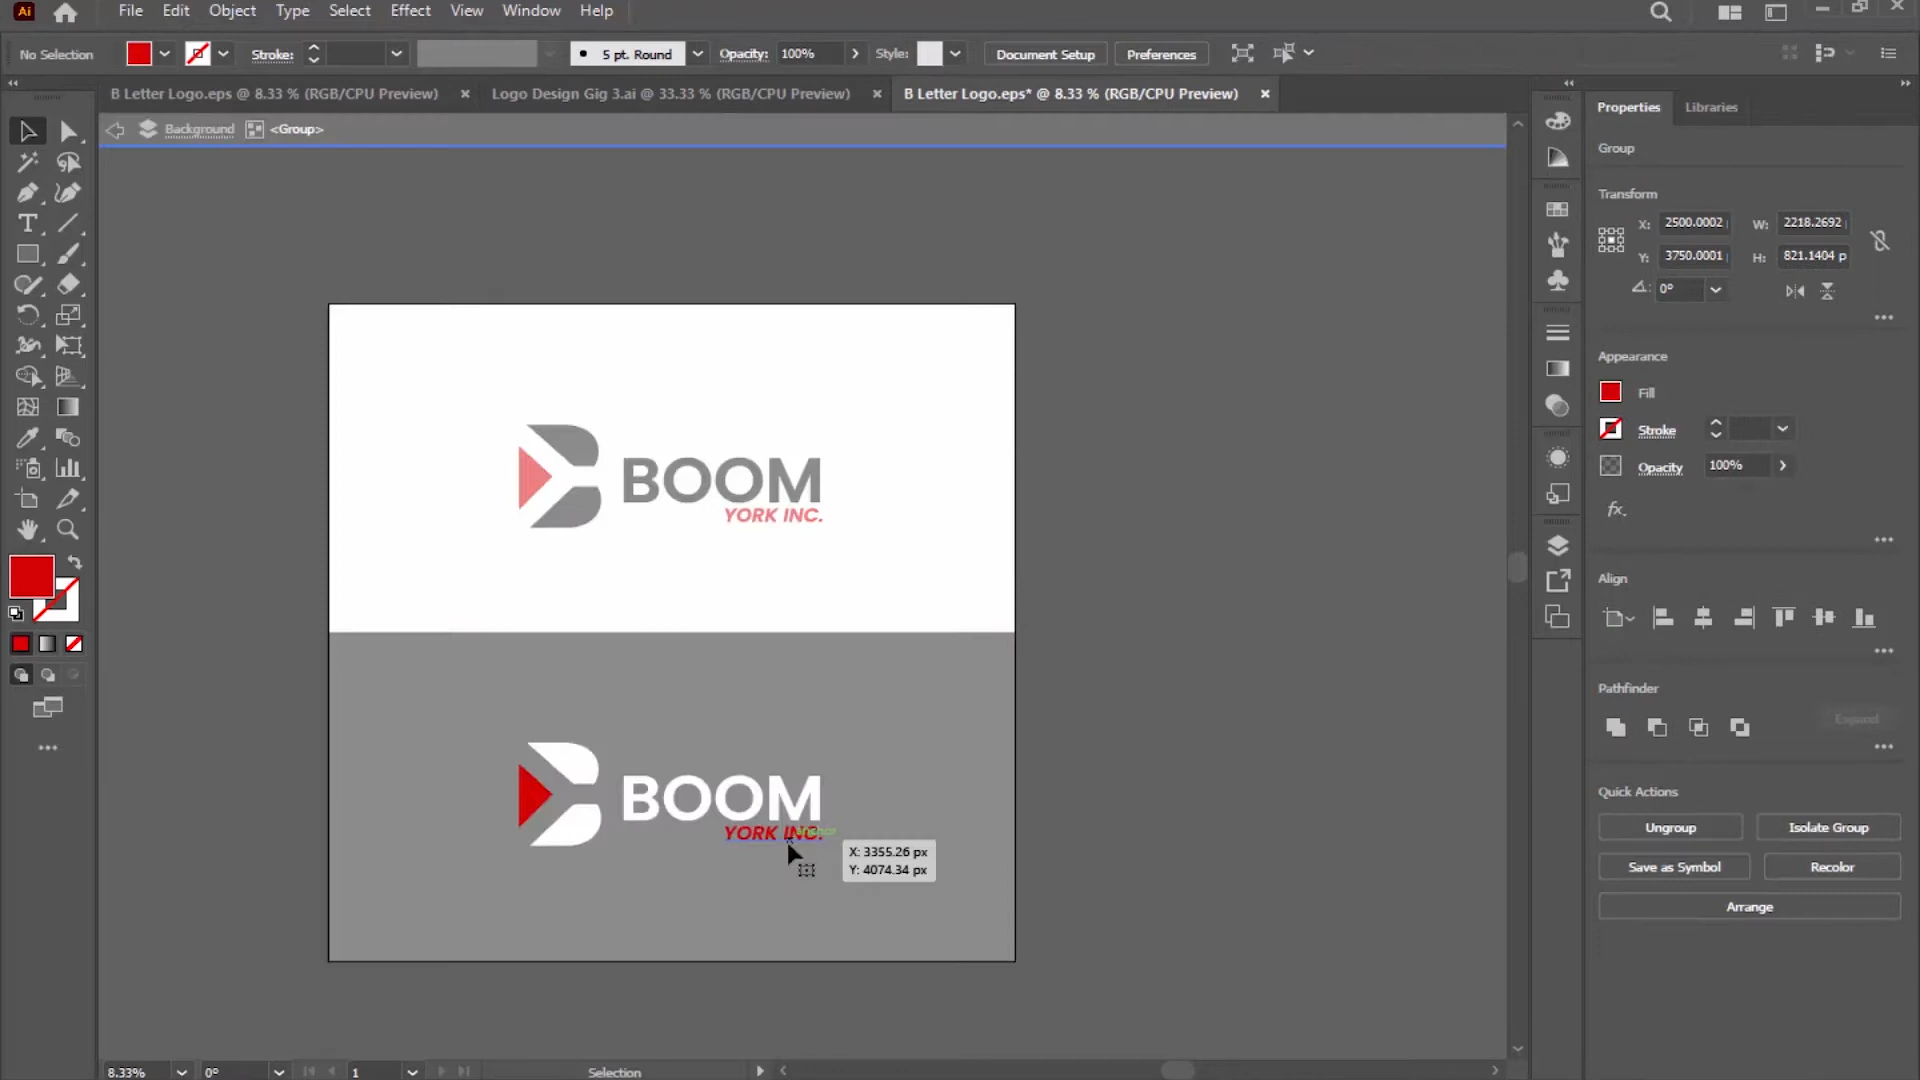 Ai File Edit Object Type Select Effect View Window Help
No Selection Stroke: 5 pt. Round Opacity: 100% Style: Document Setup Preferences
B Letter Logo.eps @ 8.33 % (RGB/CPU Preview) Logo Design Gig 3.ai @ 33.33 % (RGB/CPU Preview) B Letter Logo.eps* @ 8.33 % (RGB/CPU Preview)
Background <Group>
Properties Libraries
Group
Transform
X: 2500.0002 W: 2218.2692
Y: 3750.0001 H: 821.1404 p
0°
Appearance
Fill
Stroke
Opacity 100%
fx.
Align
Pathfinder
Expand
Quick Actions
Ungroup Isolate Group
Save as Symbol Recolor
Arrange
BOOM
YORK INC.
BOOM
YORK INC.
X: 3355.26 px
Y: 4074.34 px
8.33% 0° 1 Selection